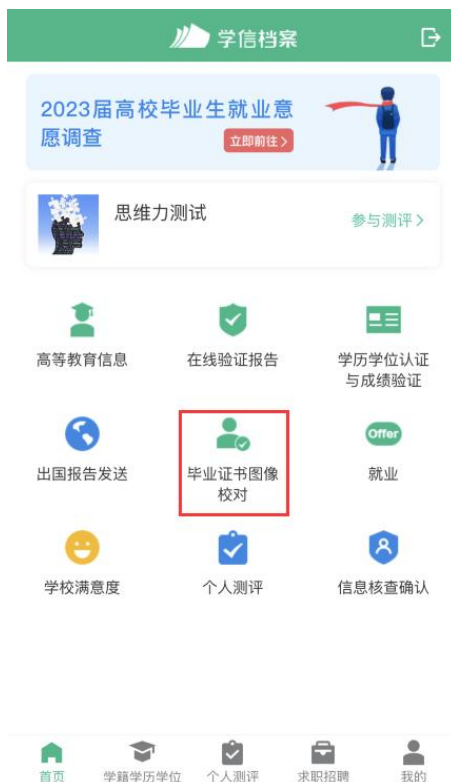 学信档案
2023届高校毕业生就业意
愿调查
立即前往>
思维力测试
参与测评>
高等教育信息
在线验证报告
学历学位认证
与成绩验证
出国报告发送
毕业证书图像
校对
Offer
就业
学校满意度
个人测评
信息核查确认
首页
学籍学历学位
个人测评
求职招聘
我的